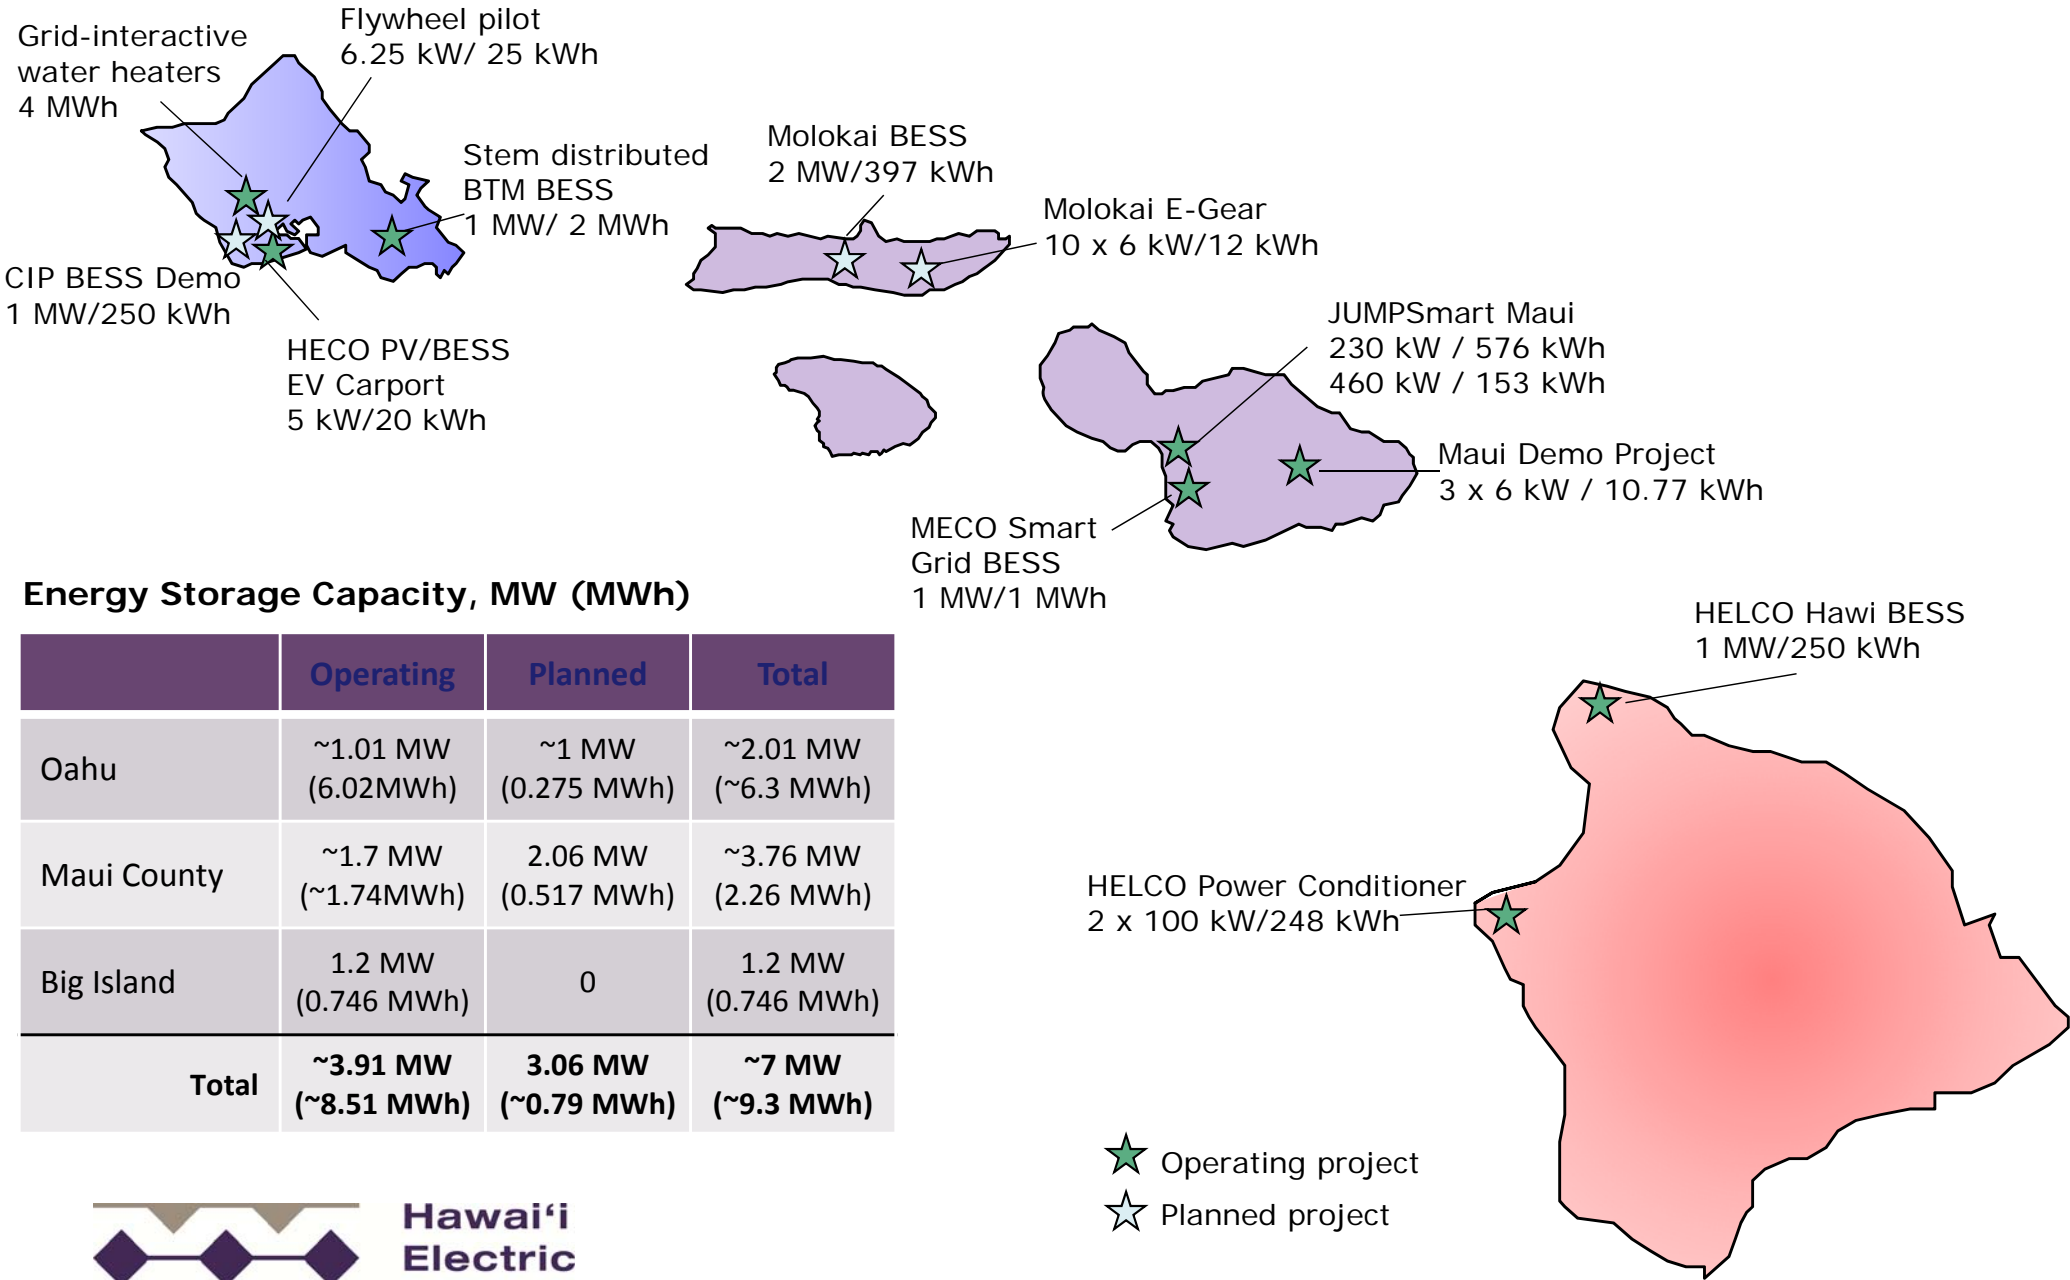 Grid-interactive
water heaters
4 MWh
Flywheel pilot
6.25 kW/ 25 kWh
Stem distributed
BTM BESS
1 MW/ 2 MWh
CIP BESS Demo
1 MW/250 kWh
HECO PV/BESS
EV Carport
5 kW/20 kWh
Molokai BESS
2 MW/397 kWh
Molokai E-Gear
10 x 6 kW/12 kWh
JUMPSmart Maui
230 kW / 576 kWh
460 kW / 153 kWh
Maui Demo Project
3 x 6 kW / 10.77 kWh
MECO Smart
Grid BESS
1 MW/1 MWh
HELCO Hawi BESS
1 MW/250 kWh
HELCO Power Conditioner
2 x 100 kW/248 kWh
Energy Storage Capacity, MW (MWh)
Operating Planned Total
Oahu ~1.01 MW (6.02MWh) ~1 MW (0.275 MWh) ~2.01 MW (~6.3 MWh)
Maui County ~1.7 MW (~1.74MWh) 2.06 MW (0.517 MWh) ~3.76 MW (2.26 MWh)
Big Island 1.2 MW (0.746 MWh) 0 1.2 MW (0.746 MWh)
Total ~3.91 MW (~8.51 MWh) 3.06 MW (~0.79 MWh) ~7 MW (~9.3 MWh)
Operating project
Planned project
Hawai‘i
Electric